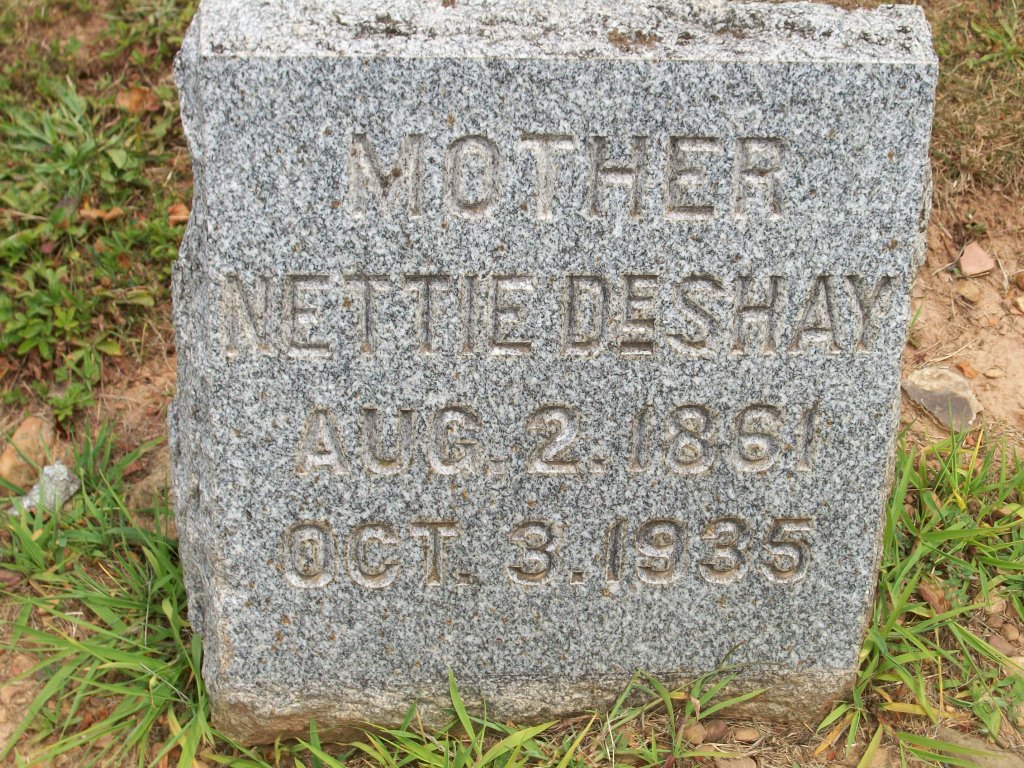 MOTHER
NETTIE DESHAY
AUG. 2. 1861
OCT. 3. 1935